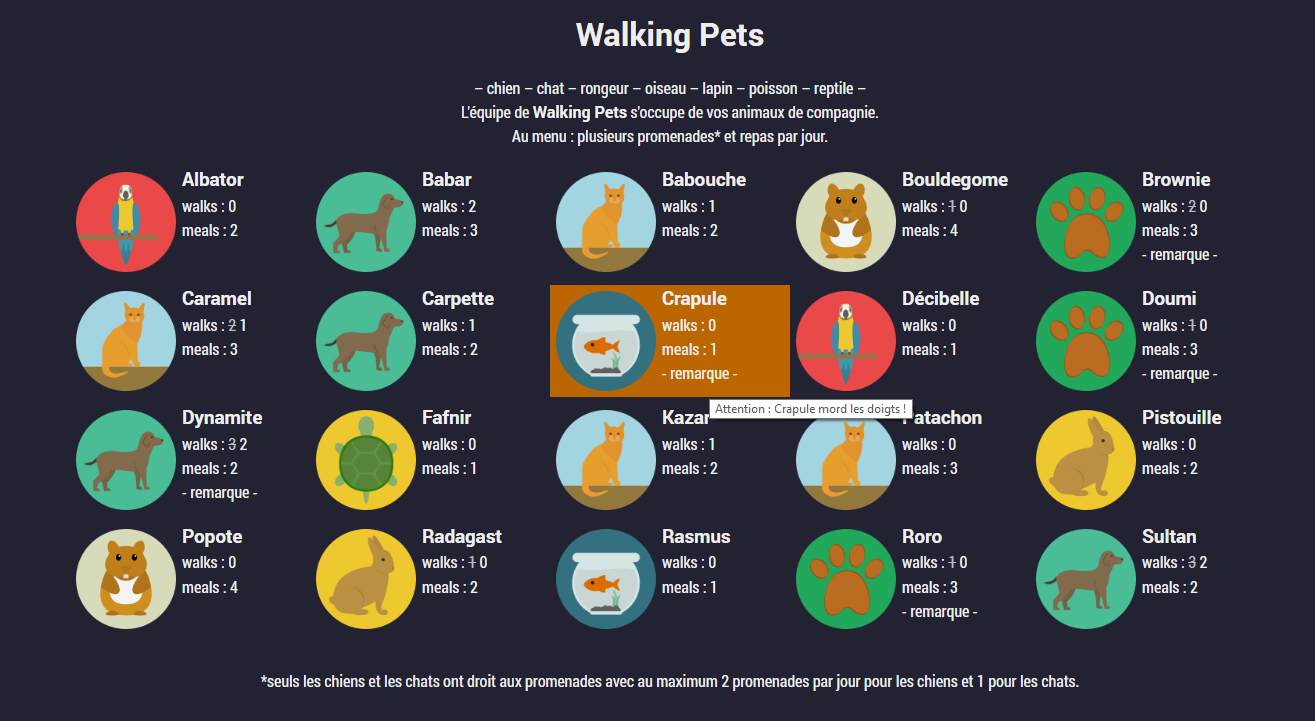 Walking Pets
– chien – chat – rongeur – oiseau – lapin – poisson – reptile –
L'équipe de Walking Pets s'occupe de vos animaux de compagnie.
Au menu : plusieurs promenades* et repas par jour.
Albator
walks : 0
meals : 2
Babar
walks : 2
meals : 3
Babouche
walks : 1
meals : 2
Bouldegome
walks : 1 0
meals : 4
Brownie
walks : 2 0
meals : 3
- remarque -
Caramel
walks : 2 1
meals : 3
Carpette
walks : 1
meals : 2
Crapule
walks : 0
meals : 1
- remarque -
Décibelle
walks : 0
meals : 1
Doumi
walks : 1 0
meals : 3
- remarque -
Attention : Crapule mord les doigts !
Dynamite
walks : 3 2
meals : 2
- remarque -
Fafnir
walks : 0
meals : 1
walks : 1
meals : 2
Patachon
walks : 0
meals : 3
Pistouille
walks : 0
meals : 2
Popote
walks : 0
meals : 4
Radagast
walks : 1 0
meals : 2
Rasmus
walks : 0
meals : 1
Roro
walks : 1 0
meals : 3
- remarque -
Sultan
walks : 3 2
meals : 2
*seuls les chiens et les chats ont droit aux promenades avec au maximum 2 promenades par jour pour les chiens et 1 pour les chats.